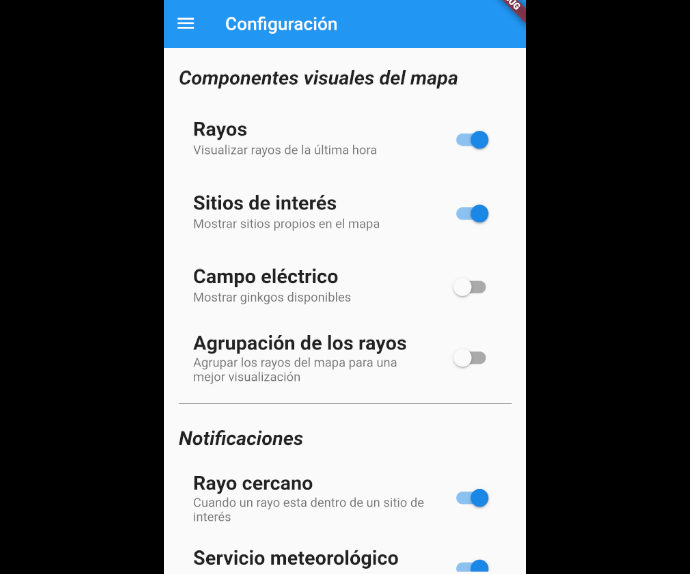 Configuración
Componentes visuales del mapa
Rayos
Visualizar rayos de la última hora
Sitios de interés
Mostrar sitios propios en el mapa
Campo eléctrico
Mostrar ginkgos disponibles
Agrupación de los rayos
Agrupar los rayos del mapa para una
mejor visualización
Notificaciones
Rayo cercano
Cuando un rayo esta dentro de un sitio de
interés
Servicio meteorológico